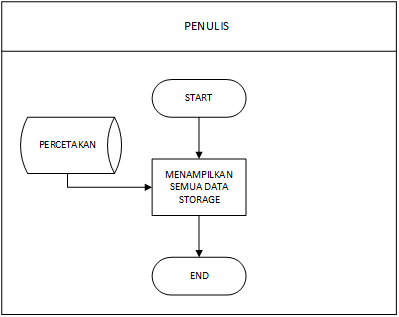 PENULIS
START
PERCETAKAN
MENAMPILKAN
SEMUA DATA
STORAGE
END